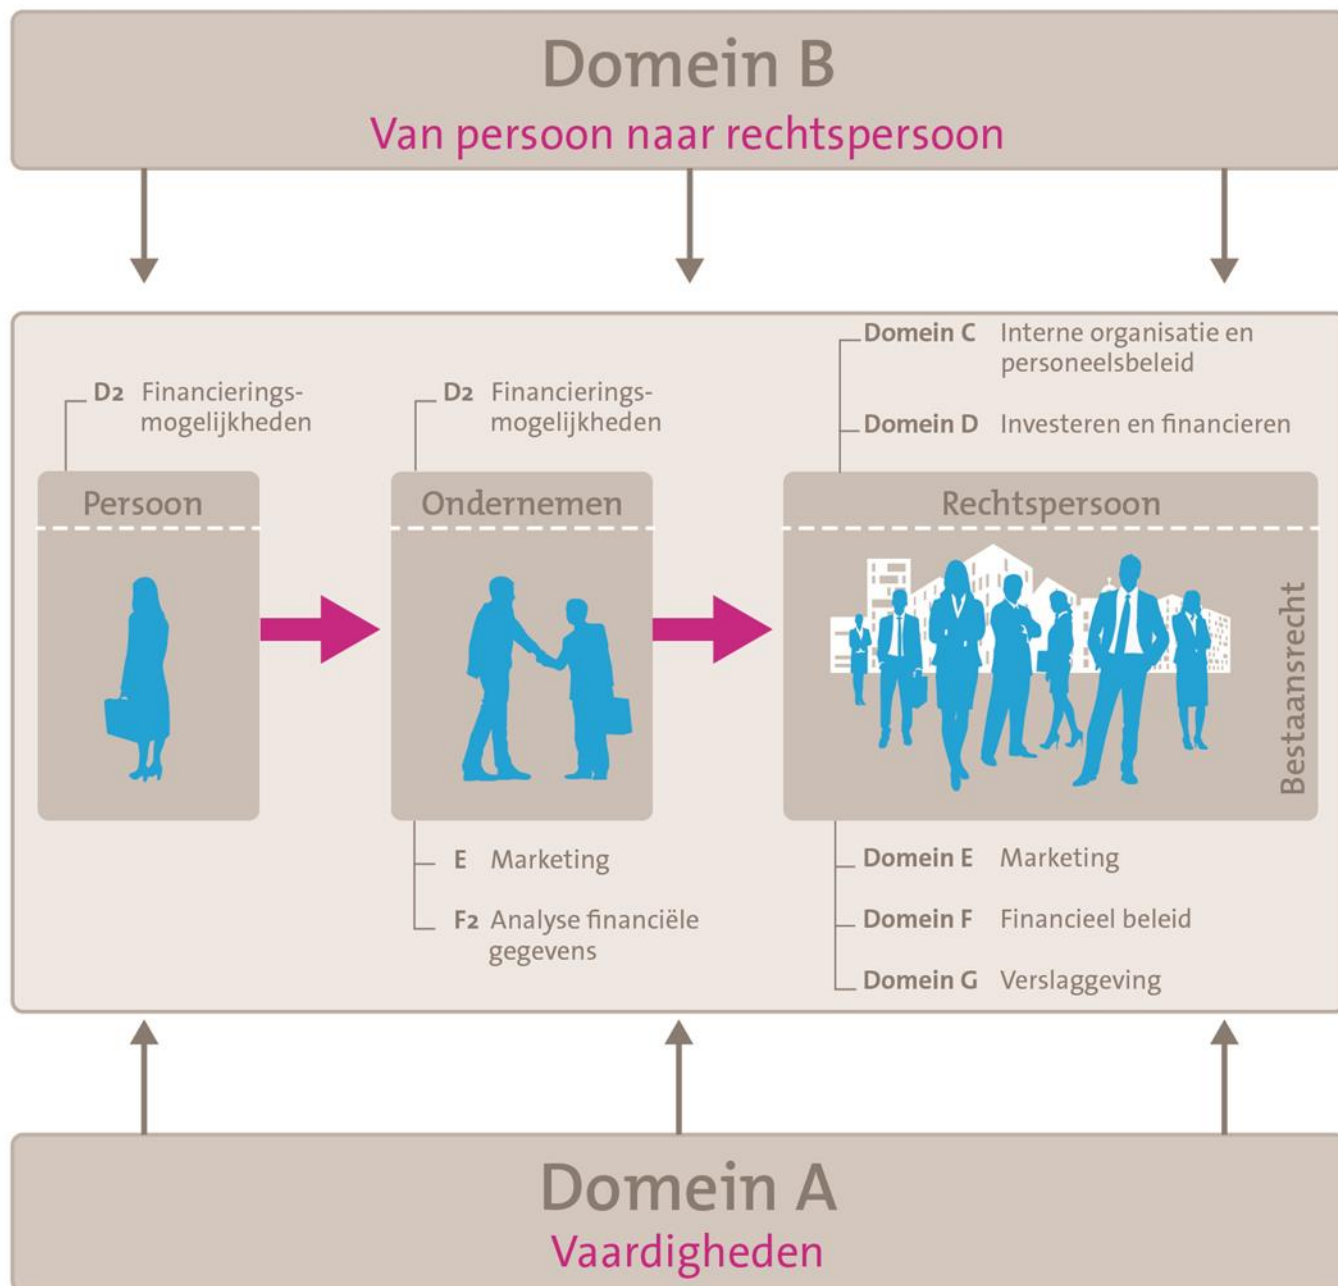 Domein B
Van persoon naar rechtspersoon
D2 Financierings-
mogelijkheden
Persoon
D2 Financierings-
mogelijkheden
Ondernemen
E Marketing
F2 Analyse financiële
gegevens
Domein C Interne organisatie en
personeelsbeleid
Domein D Investeren en financieren
Rechtspersoon
Bestaansrecht
Domein E Marketing
Domein F Financieel beleid
Domein G Verslaggeving
Domein A
Vaardigheden